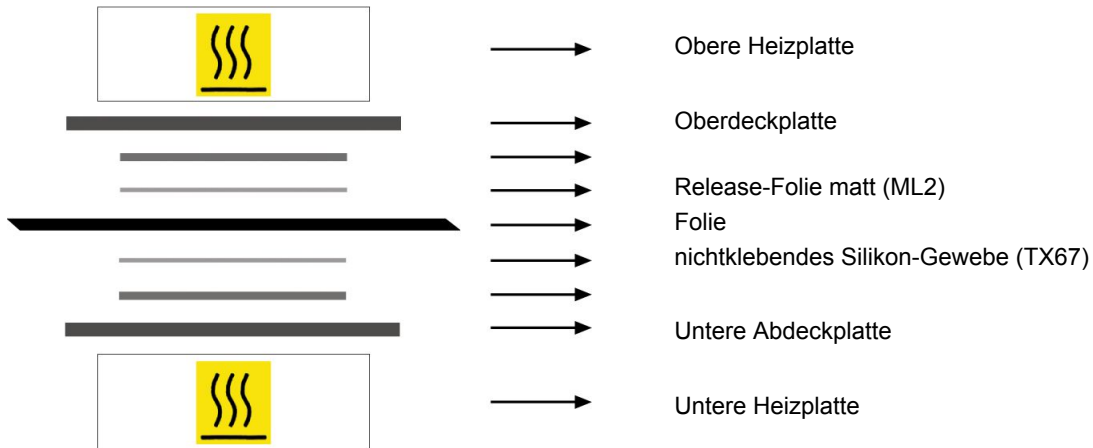 Obere Heizplatte
Oberdeckplatte
Release-Folie matt (ML2)
Folie
nichtklebendes Silikon-Gewebe (TX67)
Untere Abdeckplatte
Untere Heizplatte